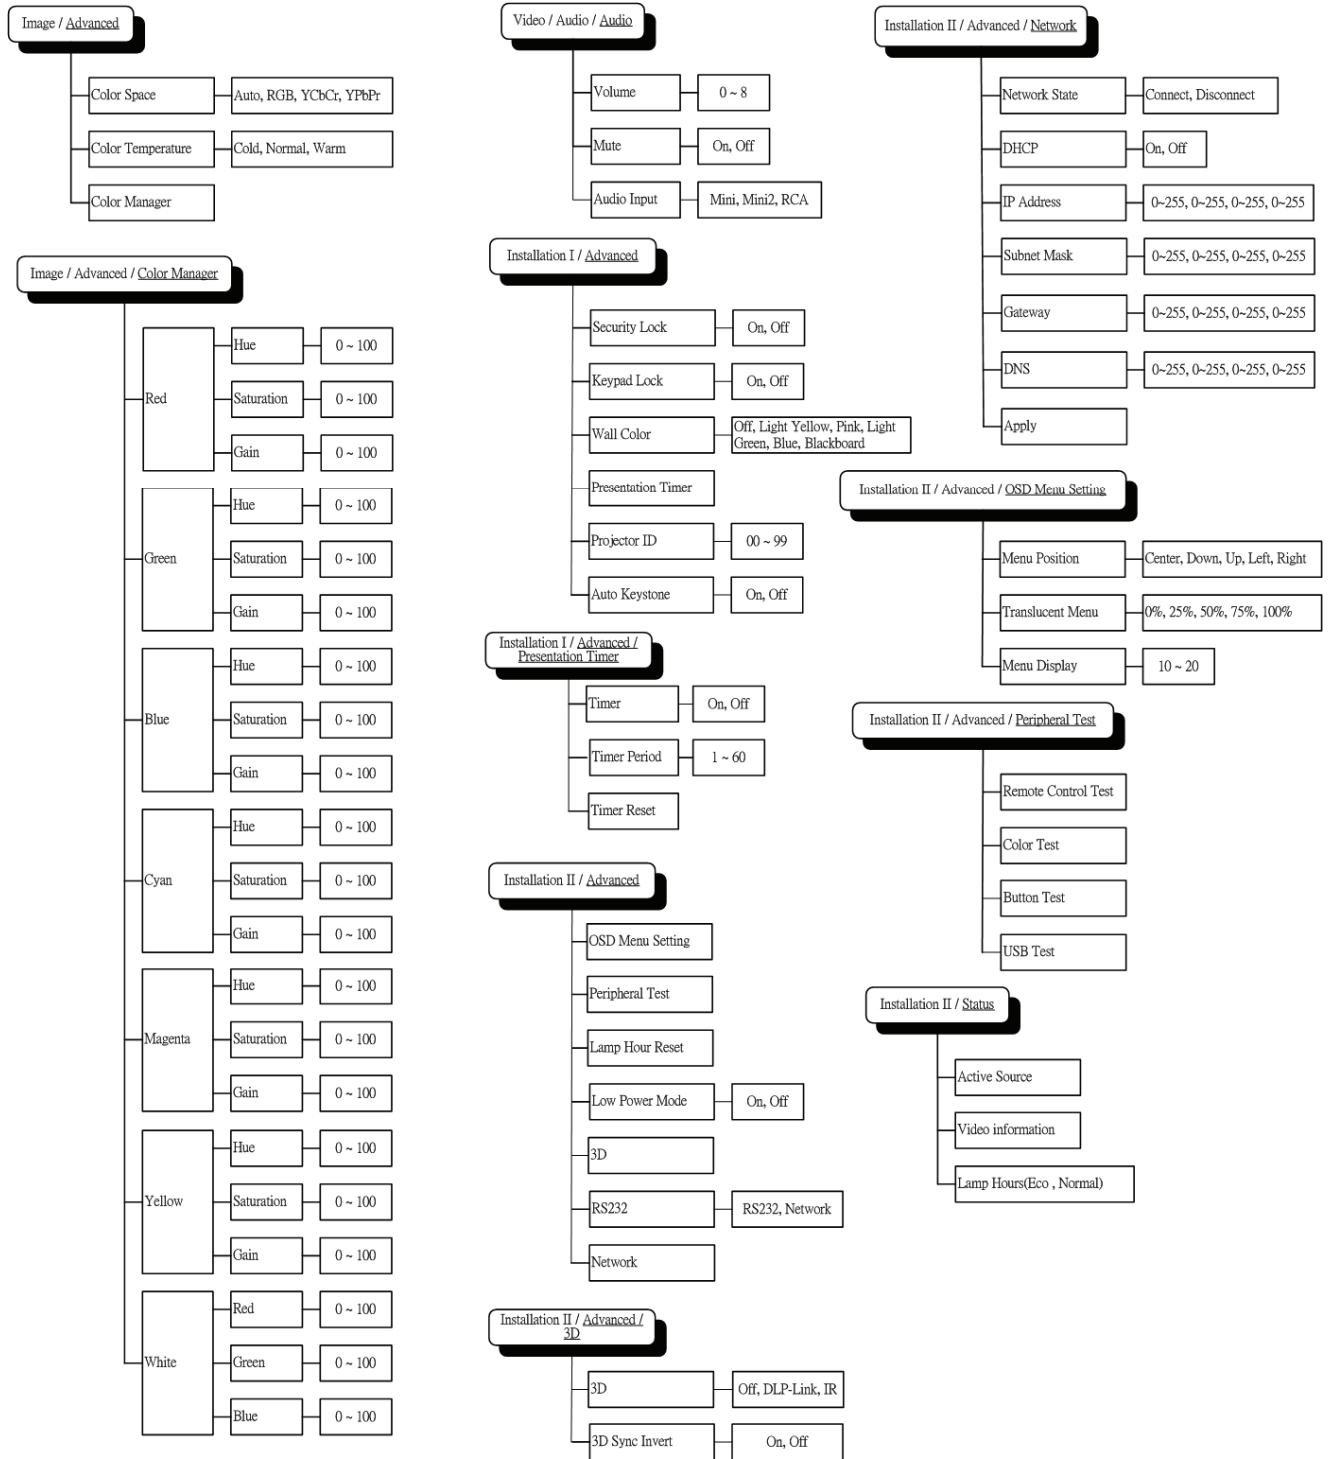 Image / Advanced
Color Space
Auto, RGB, YCbCr, YPbPr
Color Temperature
Cold, Normal, Warm
Color Manager
Image / Advanced / Color Manager
Red
Hue
0 ~ 100
Saturation
0 ~ 100
Gain
0 ~ 100
Green
Hue
0 ~ 100
Saturation
0 ~ 100
Gain
0 ~ 100
Blue
Hue
0 ~ 100
Saturation
0 ~ 100
Gain
0 ~ 100
Cyan
Hue
0 ~ 100
Saturation
0 ~ 100
Gain
0 ~ 100
Magenta
Hue
0 ~ 100
Saturation
0 ~ 100
Gain
0 ~ 100
Yellow
Hue
0 ~ 100
Saturation
0 ~ 100
Gain
0 ~ 100
White
Red
0 ~ 100
Green
0 ~ 100
Blue
0 ~ 100
Video / Audio / Audio
Volume
0 ~ 8
Mute
On, Off
Audio Input
Mini, Mini2, RCA
Installation I / Advanced
Security Lock
On, Off
Keypad Lock
On, Off
Wall Color
Off, Light Yellow, Pink, Light
Green, Blue, Blackboard
Presentation Timer
Projector ID
00 ~ 99
Auto Keystone
On, Off
Installation I / Advanced /
Presentation Timer
Timer
On, Off
Timer Period
1 ~ 60
Timer Reset
Installation II / Advanced
OSD Menu Setting
Peripheral Test
Lamp Hour Reset
Low Power Mode
On, Off
3D
RS232
RS232, Network
Network
Installation II / Advanced /
3D
3D
Off, DLP-Link, IR
3D Sync Invert
On, Off
Installation II / Advanced / Network
Network State
Connect, Disconnect
DHCP
On, Off
IP Address
0~255, 0~255, 0~255, 0~255
Subnet Mask
0~255, 0~255, 0~255, 0~255
Gateway
0~255, 0~255, 0~255, 0~255
DNS
0~255, 0~255, 0~255, 0~255
Apply
Installation II / Advanced / OSD Menu Setting
Menu Position
Center, Down, Up, Left, Right
Translucent Menu
0%, 25%, 50%, 75%, 100%
Menu Display
10 ~ 20
Installation II / Advanced / Peripheral Test
Remote Control Test
Color Test
Button Test
USB Test
Installation II / Status
Active Source
Video information
Lamp Hours(Eco , Normal)